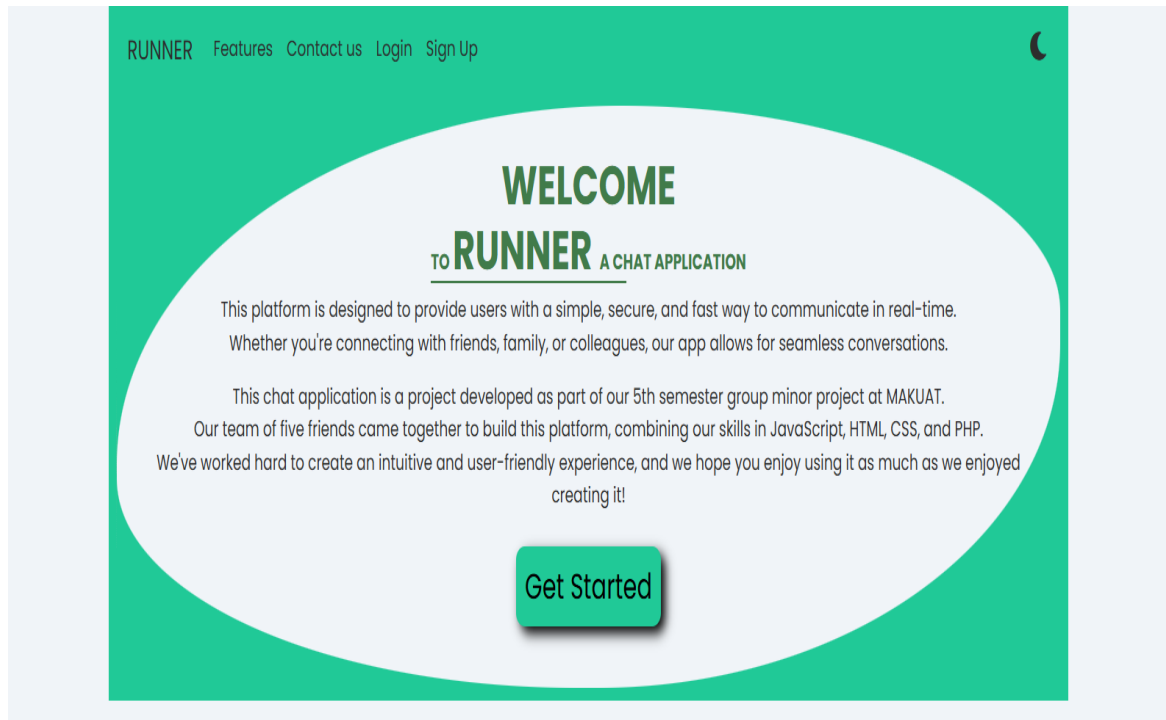 RUNNER Features Contact us Login Sign Up
WELCOME
TO RUNNER A CHAT APPLICATION
This platform is designed to provide users with a simple, secure, and fast way to communicate in real-time.
Whether you're connecting with friends, family, or colleagues, our app allows for seamless conversations.
This chat application is a project developed as part of our 5th semester group minor project at MAKUAT.
Our team of five friends came together to build this platform, combining our skills in JavaScript, HTML, CSS, and PHP.
We've worked hard to create an intuitive and user-friendly experience, and we hope you enjoy using it as much as we enjoyed
creating it!
Get Started